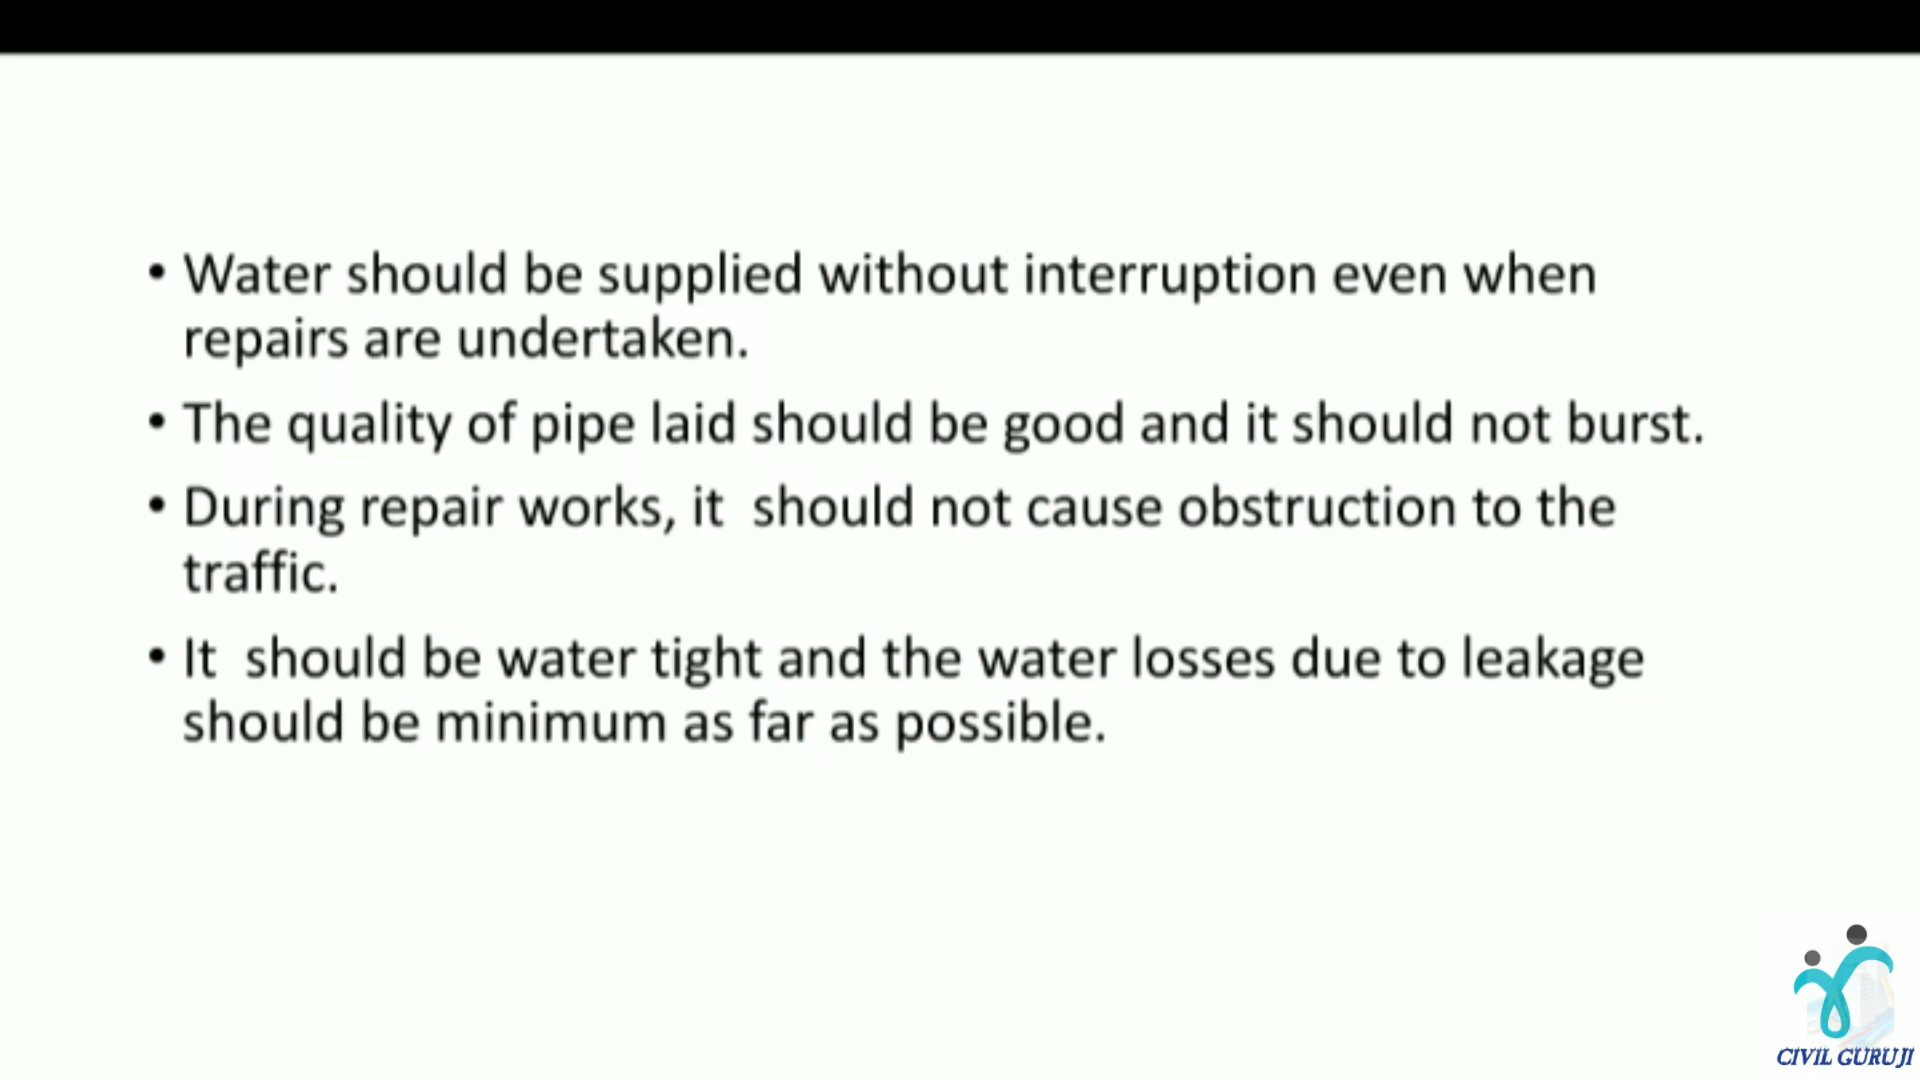 • Water should be supplied without interruption even when
repairs are undertaken.
• The quality of pipe laid should be good and it should not burst.
• During repair works, it  should not cause obstruction to the
traffic.
• It  should be water tight and the water losses due to leakage
should be minimum as far as possible.
CIVIL GURUJI